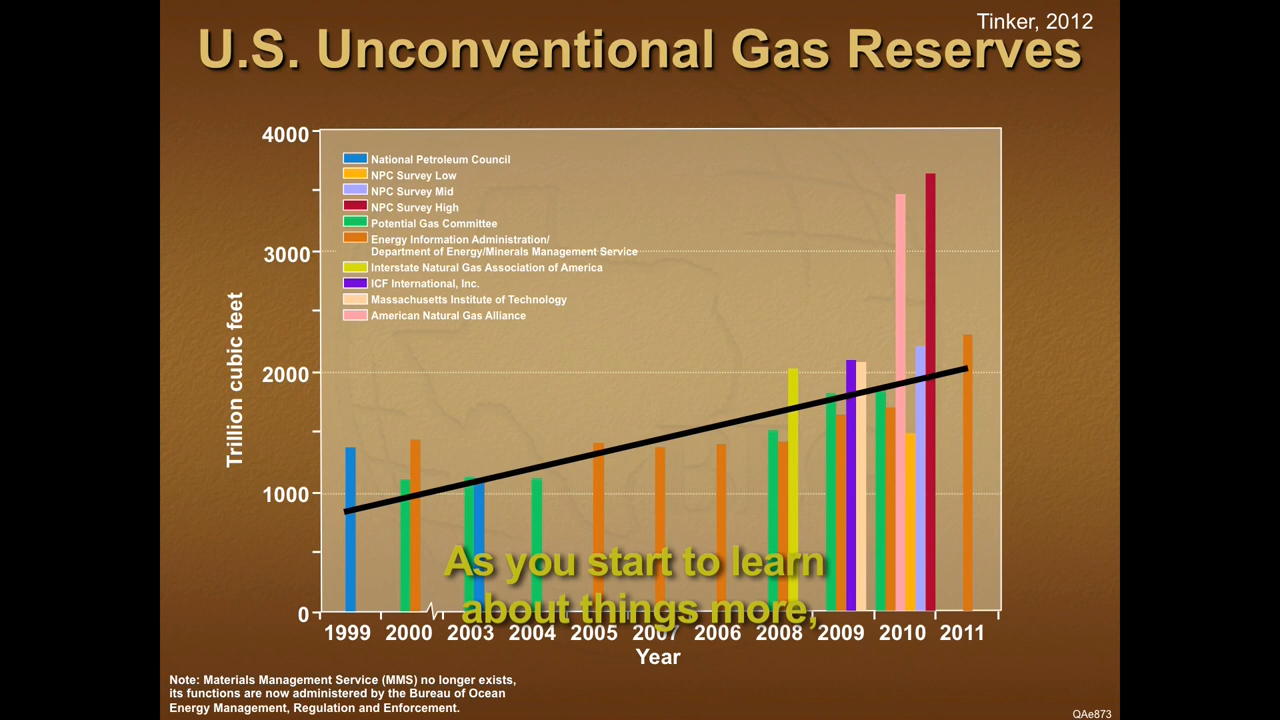 Tinker, 2012
U.S. Unconventional Gas Reserves
4000
3000
2000
1000
0
Trillion cubic feet
National Petroleum Council
NPC Survey Low
NPC Survey Mid
NPC Survey High
Potential Gas Committee
Energy Information Administration/
Department of Energy/Minerals Management Service
Interstate Natural Gas Association of America
ICF International, Inc.
Massachusetts Institute of Technology
American Natural Gas Alliance
As you start to learn
about things more,
1999 2000 2003 2004 2005 2007 2006 2008 2009 2010 2011
Year
Note: Materials Management Service (MMS) no longer exists,
its functions are now administered by the Bureau of Ocean
Energy Management, Regulation and Enforcement.
QAe873